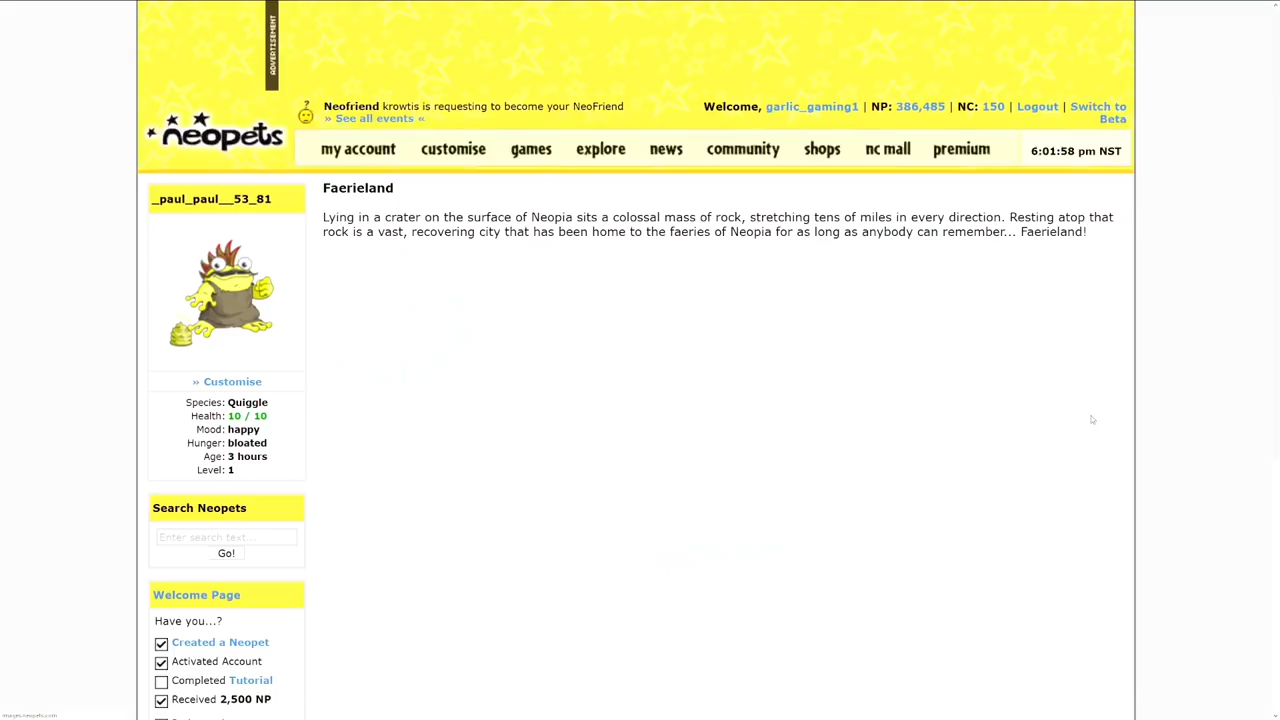 ADVERTISEMENT
Neofriend krowtis is requesting to become your NeoFriend
» See all events «
Welcome, garlic_gaming1 | NP: 386,485 | NC: 150 | Logout | Switch to
Beta
neopets
my account customise games explore news community shops nc mall premium 6:01:58 pm NST
_paul_paul__53_81
» Customise
Species: Quiggle
Health: 10 / 10
Mood: happy
Hunger: bloated
Age: 3 hours
Level: 1
Search Neopets
Enter search text...
Go!
Welcome Page
Have you...?
Created a Neopet
Activated Account
Completed Tutorial
Received 2,500 NP
Faerieland
Lying in a crater on the surface of Neopia sits a colossal mass of rock, stretching tens of miles in every direction. Resting atop that
rock is a vast, recovering city that has been home to the faeries of Neopia for as long as anybody can remember... Faerieland!
images.neopets.com